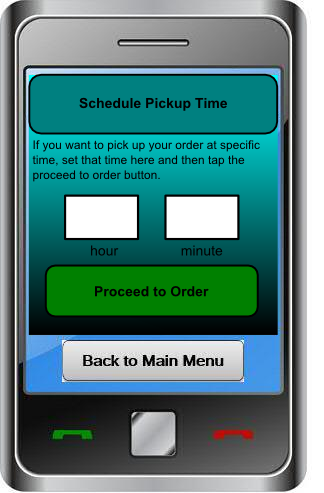 Schedule Pickup Time
If you want to pick up your order at specific
time, set that time here and then tap the
proceed to order button.
hour minute
Proceed to Order
Back to Main Menu